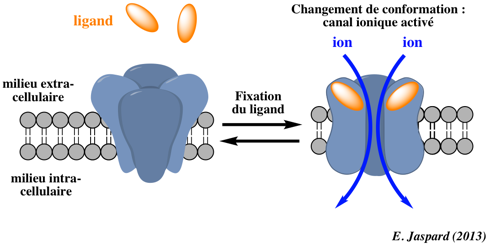 ligand
Changement de conformation :
canal ionique activé
ion
ion
milieu extra-
cellulaire
Fixation
du ligand
milieu intra-
cellulaire
E. Jaspard (2013)